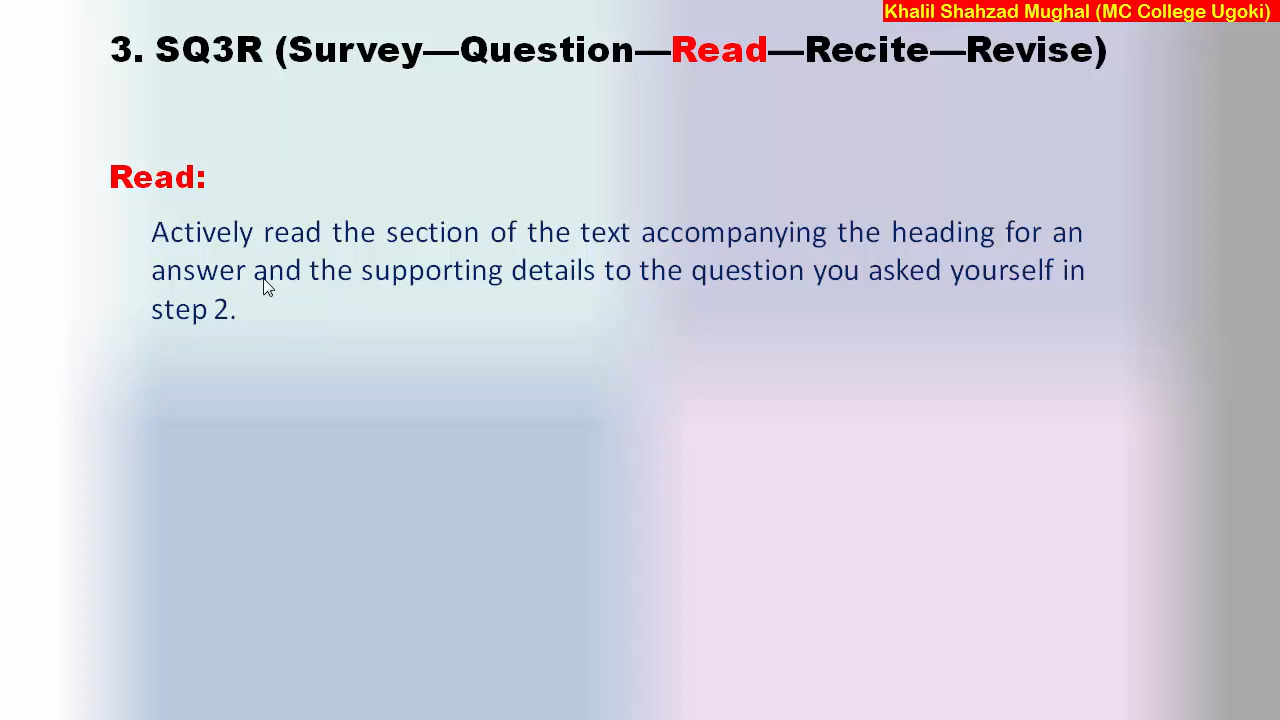 Khalil Shahzad Mughal (MC College Ugoki)
3. SQ3R (Survey—Question—Read—Recite—Revise)
Read:
Actively read the section of the text accompanying the heading for an
answer and the supporting details to the question you asked yourself in
step 2.